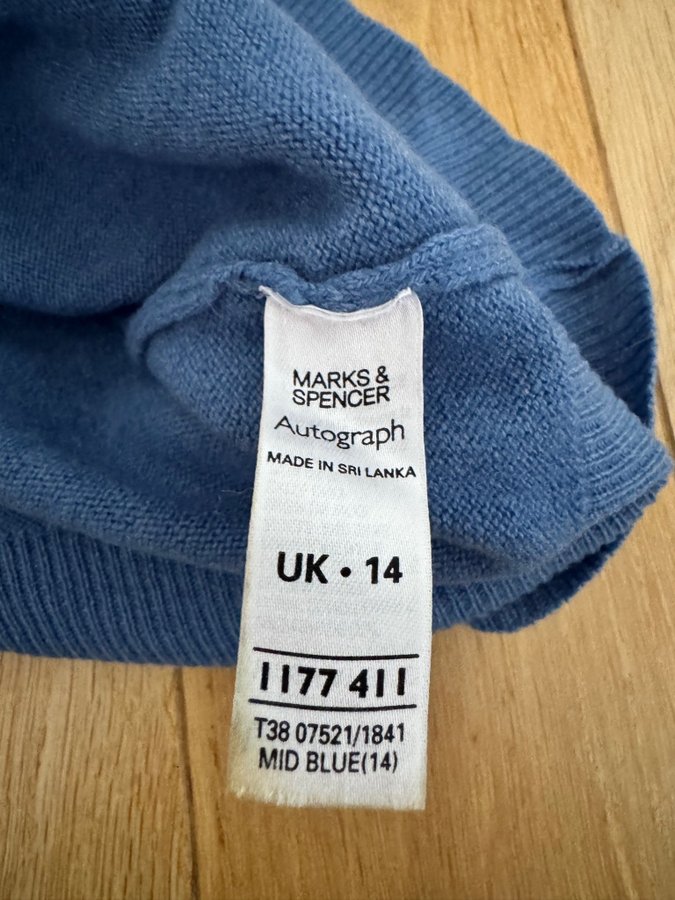 MARKS &
SPENCER
Autograph
MADE IN SRI LANKA
UK • 14
1177 411
T38 07521/1841
MID BLUE(14)